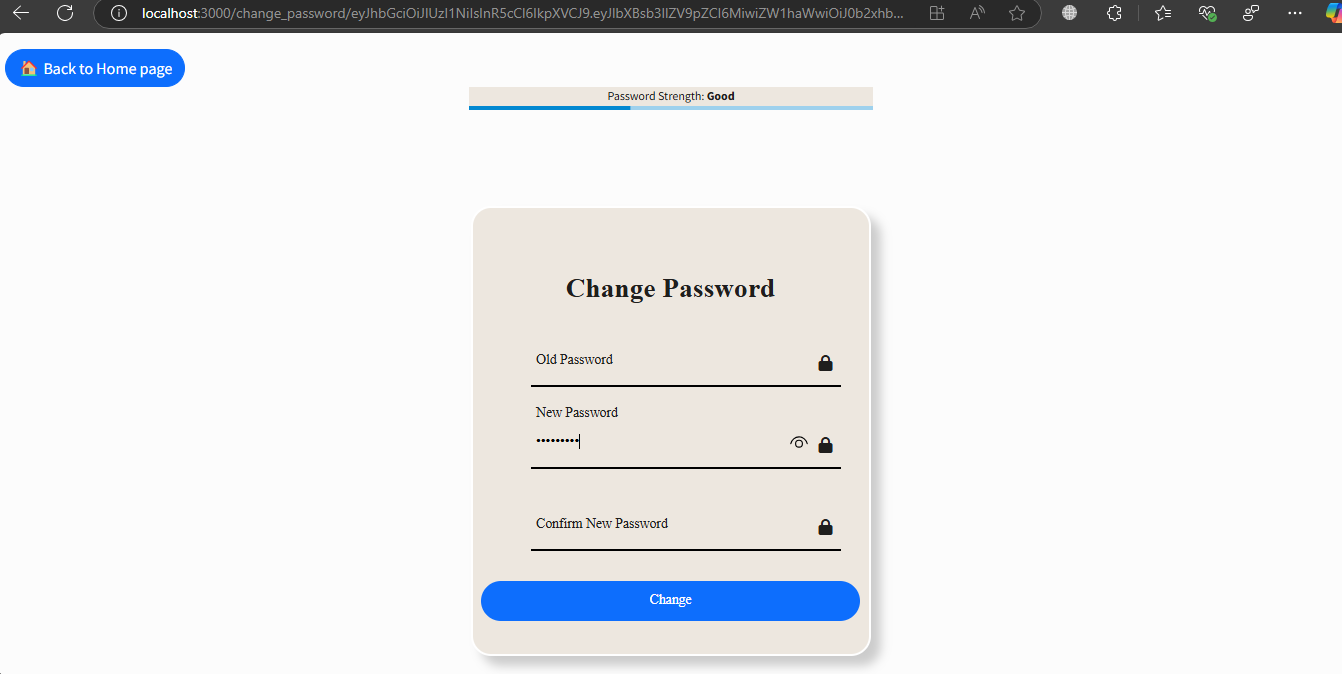 localhost:3000/change_password/eyJhbGciOiJIUzI1NiIsInR5cCI6IkpXVCJ9.eyJlbXBsb3llZV9pZCI6MiwiZW1haWwiOiJ0b2xhb...
🏠 Back to Home page
Password Strength: Good
Change Password
Old Password
New Password
•••••••••
Confirm New Password
Change